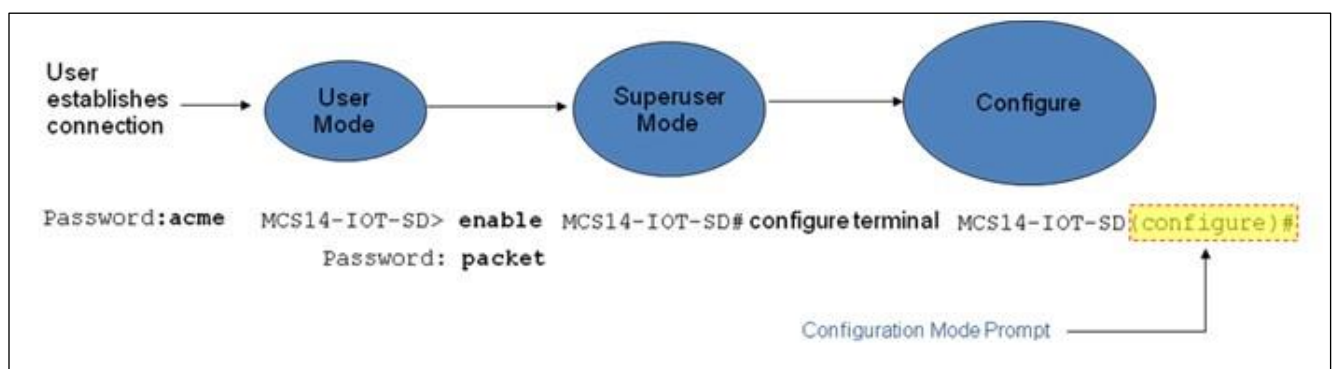 User
establishes
connection
User
Mode
Superuser
Mode
Configure
Password:acme
MCS14-IOT-SD> enable
Password: packet
MCS14-IOT-SD# configure terminal
MCS14-IOT-SD(configure)#
Configuration Mode Prompt